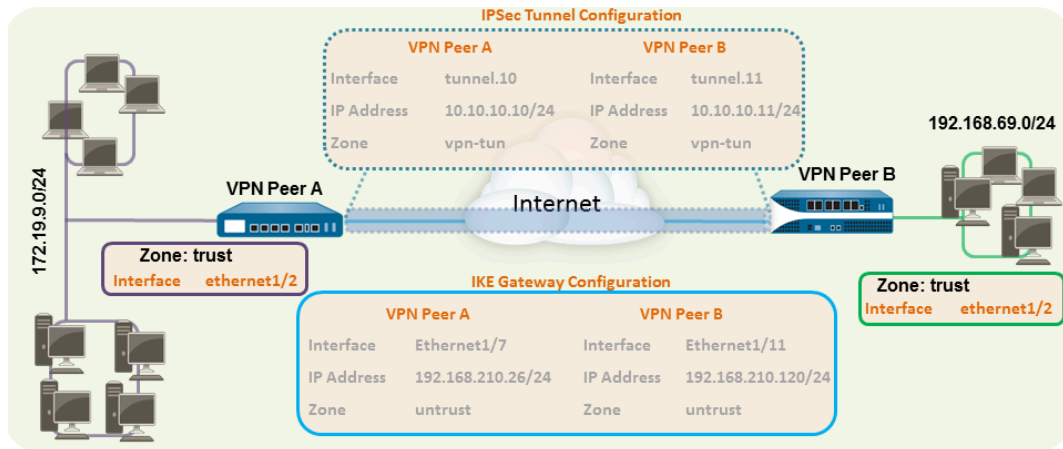 IPSec Tunnel Configuration
VPN Peer A VPN Peer B
Interface tunnel.10 Interface tunnel.11
IP Address 10.10.10.10/24 IP Address 10.10.10.11/24
Zone vpn-tun Zone vpn-tun
192.168.69.0/24
172.19.9.0/24
VPN Peer A
Internet
VPN Peer B
Zone: trust
Interface ethernet1/2
Zone: trust
Interface ethernet1/2
IKE Gateway Configuration
VPN Peer A VPN Peer B
Interface Ethernet1/7 Interface Ethernet1/11
IP Address 192.168.210.26/24 IP Address 192.168.210.120/24
Zone untrust Zone untrust